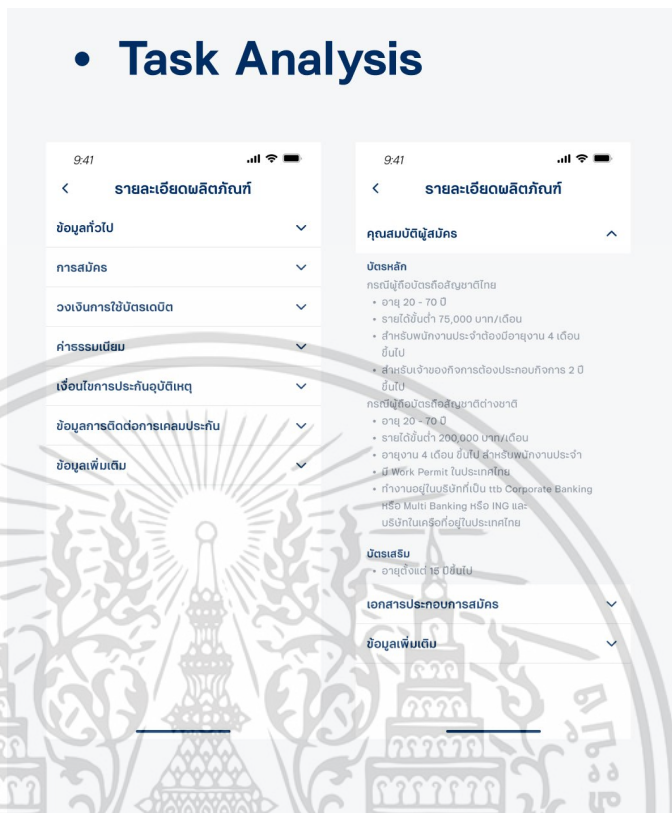 • Task Analysis
9:41
รายละเอียดผลิตภัณฑ์
ข้อมูลทั่วไป
การสมัคร
วงเงินการใช้บัตรเดบิต
ค่าธรรมเนียม
เงื่อนไขการประกันอุบัติเหตุ
ข้อมูลการติดต่อการเคลมประกัน
ข้อมูลเพิ่มเติม
9:41
รายละเอียดผลิตภัณฑ์
คุณสมบัติผู้สมัคร
บัตรหลัก
กรณีผู้ถือบัตรถือสัญชาติไทย
• อายุ 20 - 70 ปี
• รายได้ขั้นต่ำ 75,000 บาท/เดือน
• สำหรับพนักงานประจำต้องมีอายุงาน 4 เดือน
ขึ้นไป
• สำหรับเจ้าของกิจการต้องประกอบกิจการ 2 ปี
ขึ้นไป
กรณีผู้ถือบัตรถือสัญชาติต่างชาติ
• อายุ 20 - 70 ปี
• รายได้ขั้นต่ำ 200,000 บาท/เดือน
• อายุงาน 4 เดือน ขึ้นไป สำหรับพนักงานประจำ
• มี Work Permit ในประเทศไทย
• ทำงานอยู่ในบริษัทที่เป็น ttb Corporate Banking
หรือ Multi Banking หรือ ING และ
บริษัทในเครือที่อยู่ในประเทศไทย
บัตรเสริม
• อายุตั้งแต่ 15 ปีขึ้นไป
เอกสารประกอบการสมัคร
ข้อมูลเพิ่มเติม